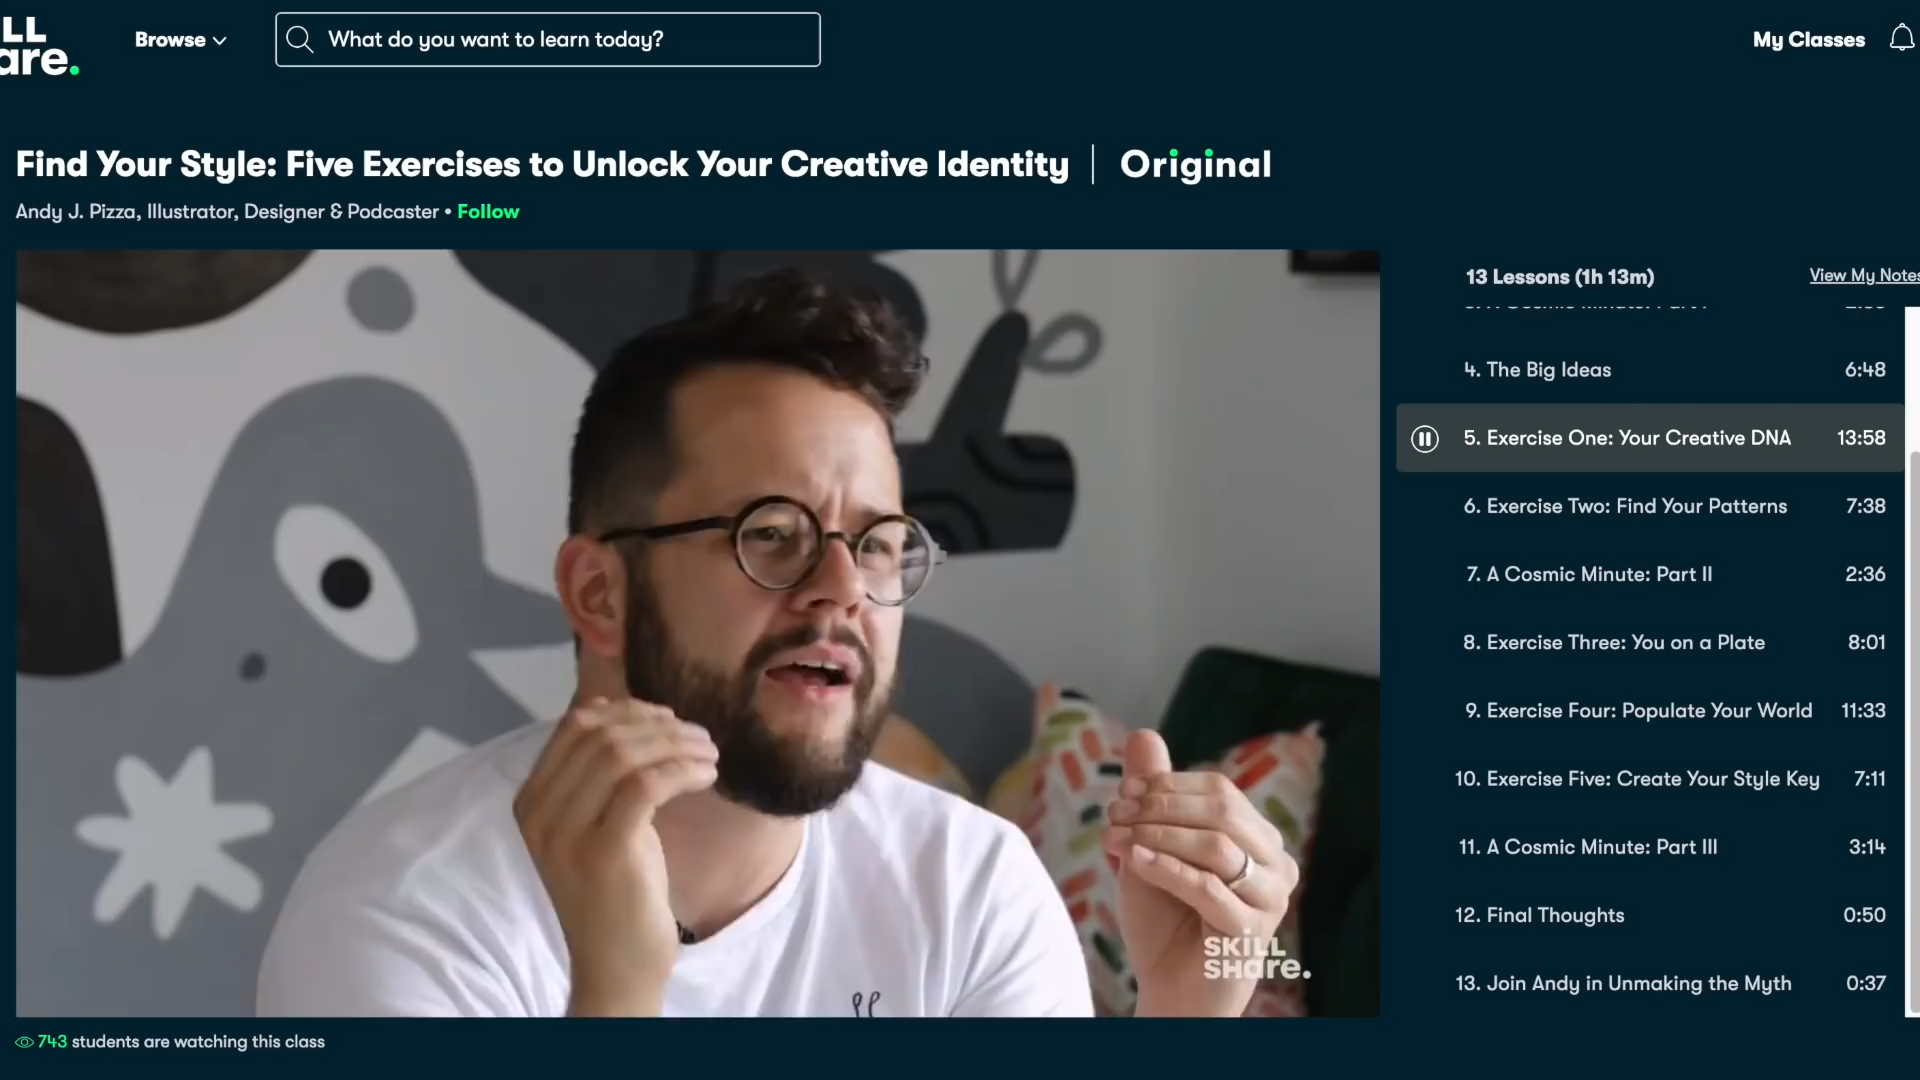 LL
are.
Browse
What do you want to learn today?
My Classes
Find Your Style: Five Exercises to Unlock Your Creative Identity | Original
Andy J. Pizza, Illustrator, Designer & Podcaster • Follow
13 Lessons (1h 13m)
View My Notes
4. The Big Ideas 6:48
5. Exercise One: Your Creative DNA 13:58
6. Exercise Two: Find Your Patterns 7:38
7. A Cosmic Minute: Part II 2:36
8. Exercise Three: You on a Plate 8:01
9. Exercise Four: Populate Your World 11:33
10. Exercise Five: Create Your Style Key 7:11
11. A Cosmic Minute: Part III 3:14
12. Final Thoughts 0:50
13. Join Andy in Unmaking the Myth 0:37
SKiLL
SHare.
743 students are watching this class